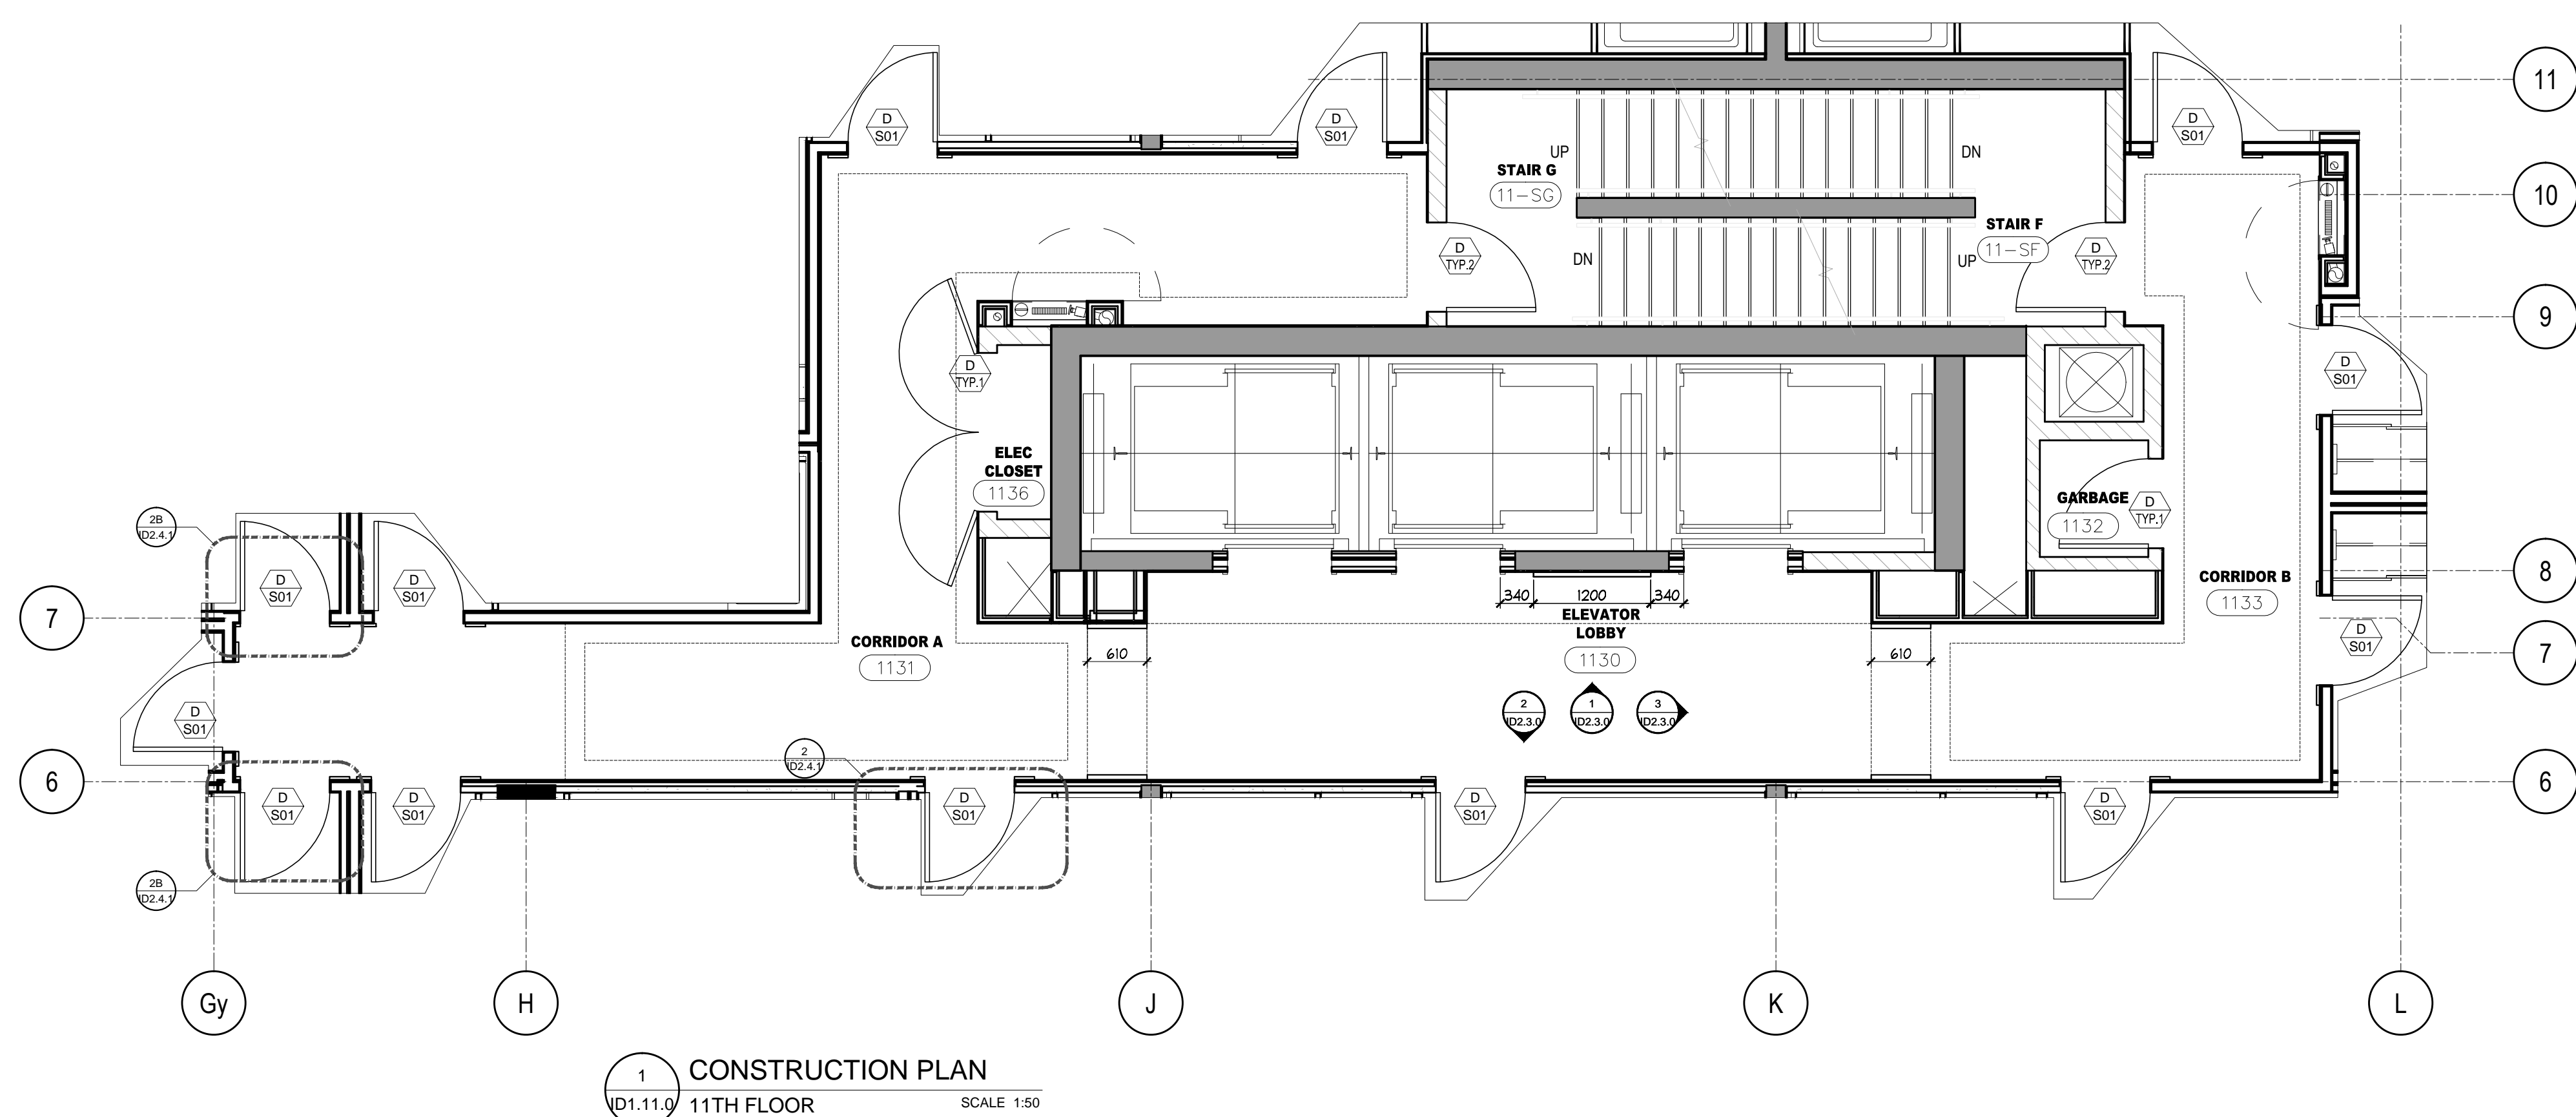 11
D
S01
D
S01
D
S01
UP
DN
STAIR G
11-SG
10
STAIR F
11-SF
D
TYP.2
DN
UP
D
TYP.2
9
D
TYP.1
D
S01
ELEC
CLOSET
1136
GARBAGE
1132
D
TYP.1
2B
ID2.4.1
D
S01
D
S01
8
CORRIDOR B
1133
340
1200
340
7
ELEVATOR
LOBBY
1130
CORRIDOR A
1131
610
610
D
S01
7
D
S01
2
ID2.3.0
1
ID2.3.0
3
ID2.3.0
2
ID2.4.1
6
6
D
S01
D
S01
D
S01
D
S01
D
S01
2B
ID2.4.1
Gy
H
J
K
L
1
ID1.11.0
CONSTRUCTION PLAN
11TH FLOOR
SCALE 1:50